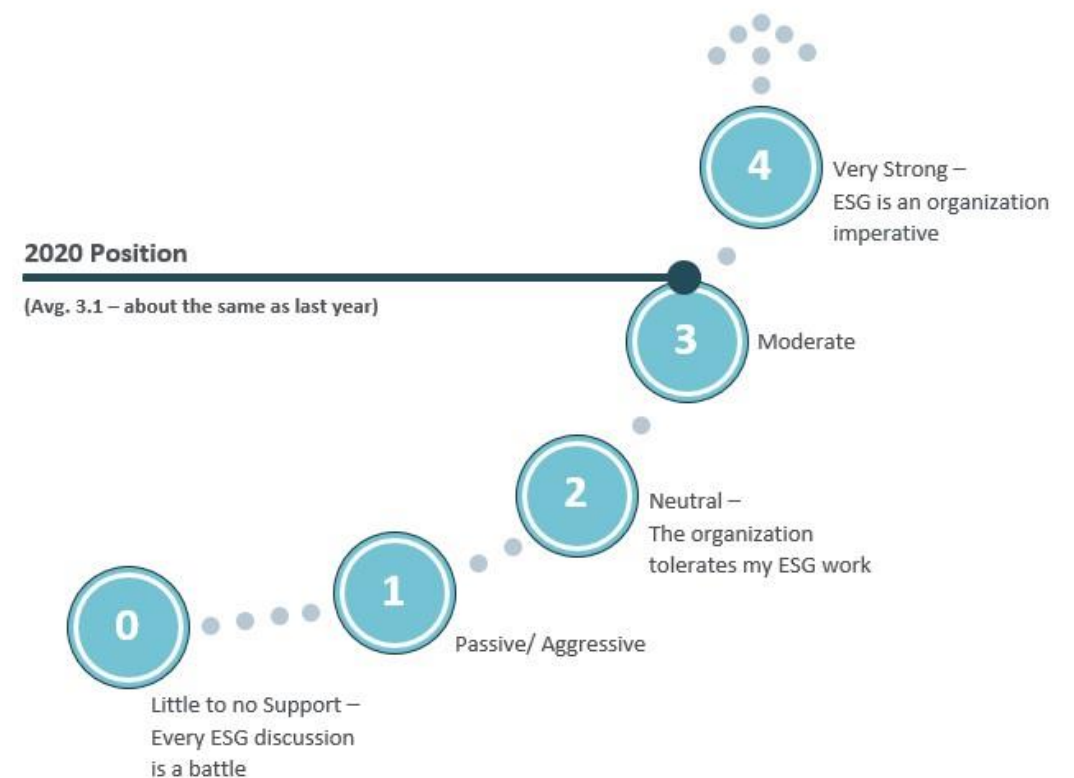 4
Very Strong –
ESG is an organization
imperative
2020 Position
(Avg. 3.1 – about the same as last year)
3
Moderate
2
Neutral –
The organization
tolerates my ESG work
1
Passive/ Aggressive
0
Little to no Support –
Every ESG discussion
is a battle